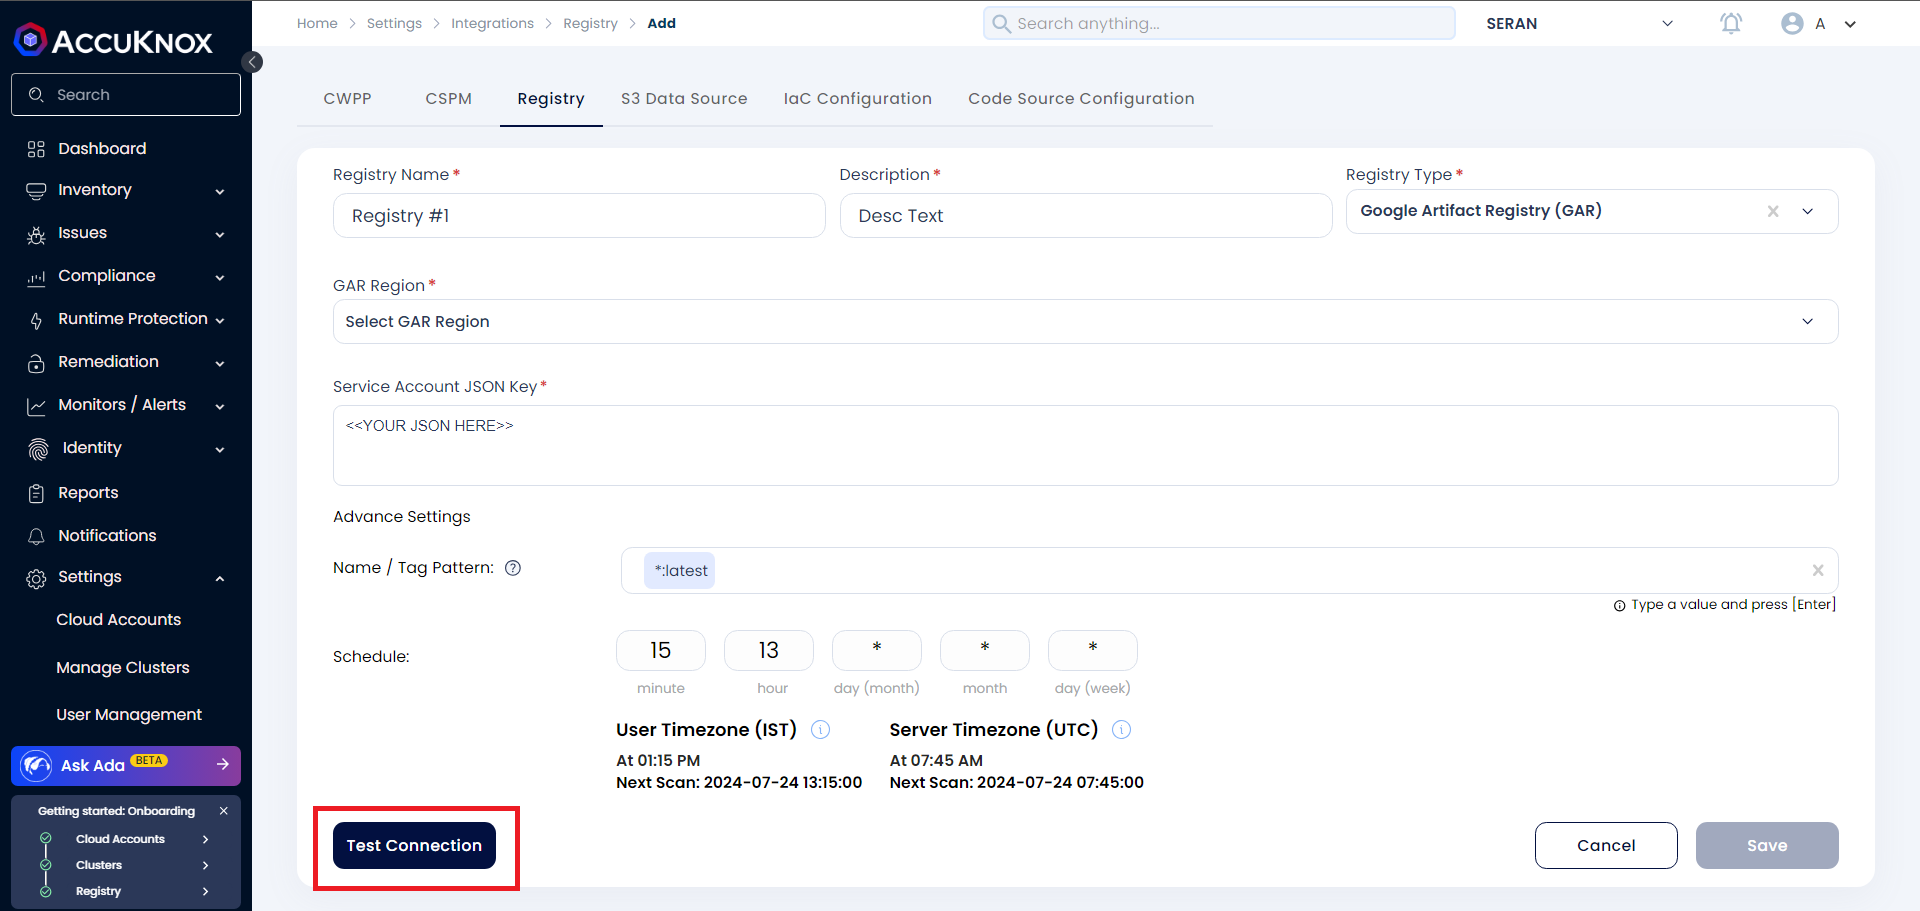 Home > Settings > Integrations > Registry > Add
Search anything...
SERAN
A
ACCUKNOX
Search
Dashboard
Inventory
Issues
Compliance
Runtime Protection
Remediation
Monitors / Alerts
Identity
Reports
Notifications
Settings
Cloud Accounts
Manage Clusters
User Management
Ask Ada BETA
Getting started: Onboarding
Cloud Accounts
Clusters
Registry
CWPP CSPM Registry S3 Data Source IaC Configuration Code Source Configuration
Registry Name * Description * Registry Type *
Registry #1 Desc Text Google Artifact Registry (GAR)
GAR Region *
Select GAR Region
Service Account JSON Key *
<<YOUR JSON HERE>>
Advance Settings
Name / Tag Pattern:
*:latest
Type a value and press [Enter]
Schedule:
15 13 * * *
minute hour day (month) month day (week)
User Timezone (IST) Server Timezone (UTC)
At 01:15 PM At 07:45 AM
Next Scan: 2024-07-24 13:15:00 Next Scan: 2024-07-24 07:45:00
Test Connection Cancel Save